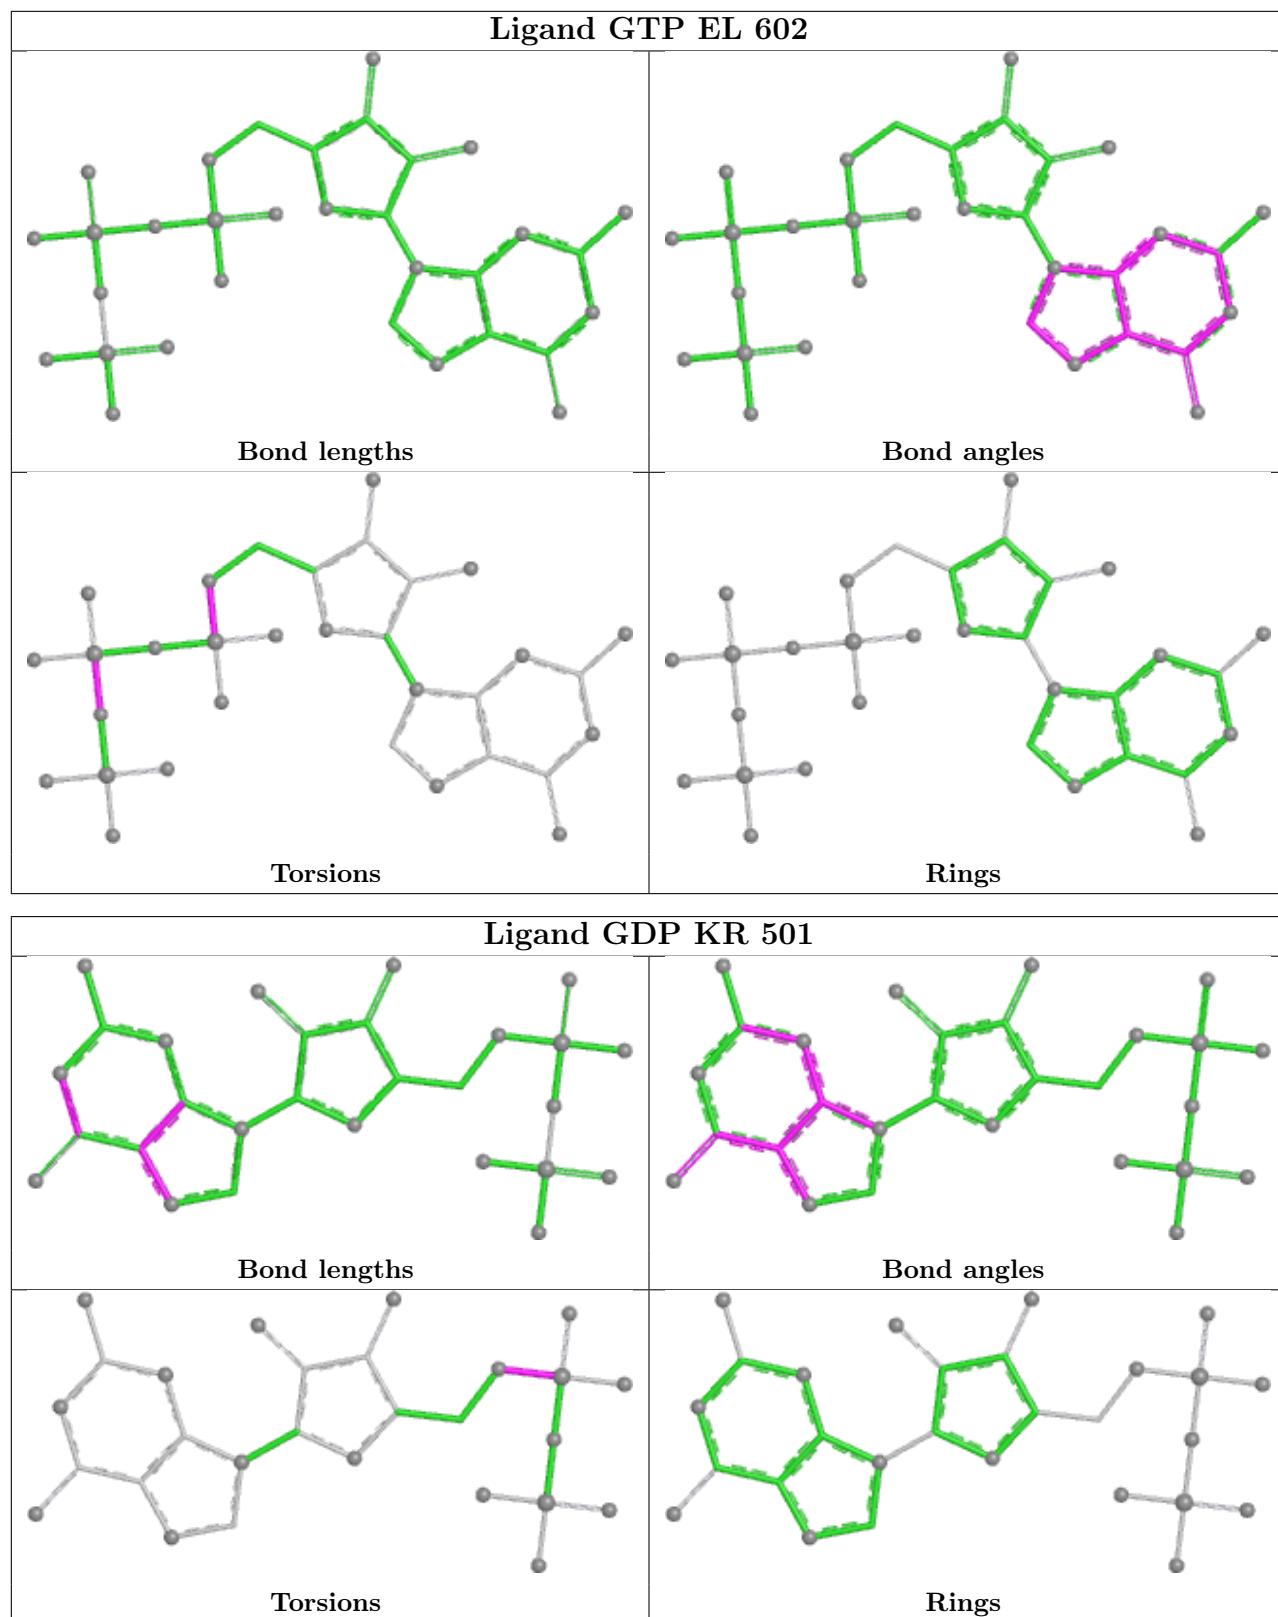 Ligand GTP EL 602
Bond lengths
Bond angles
Torsions
Rings
Ligand GDP KR 501
Bond lengths
Bond angles
Torsions
Rings